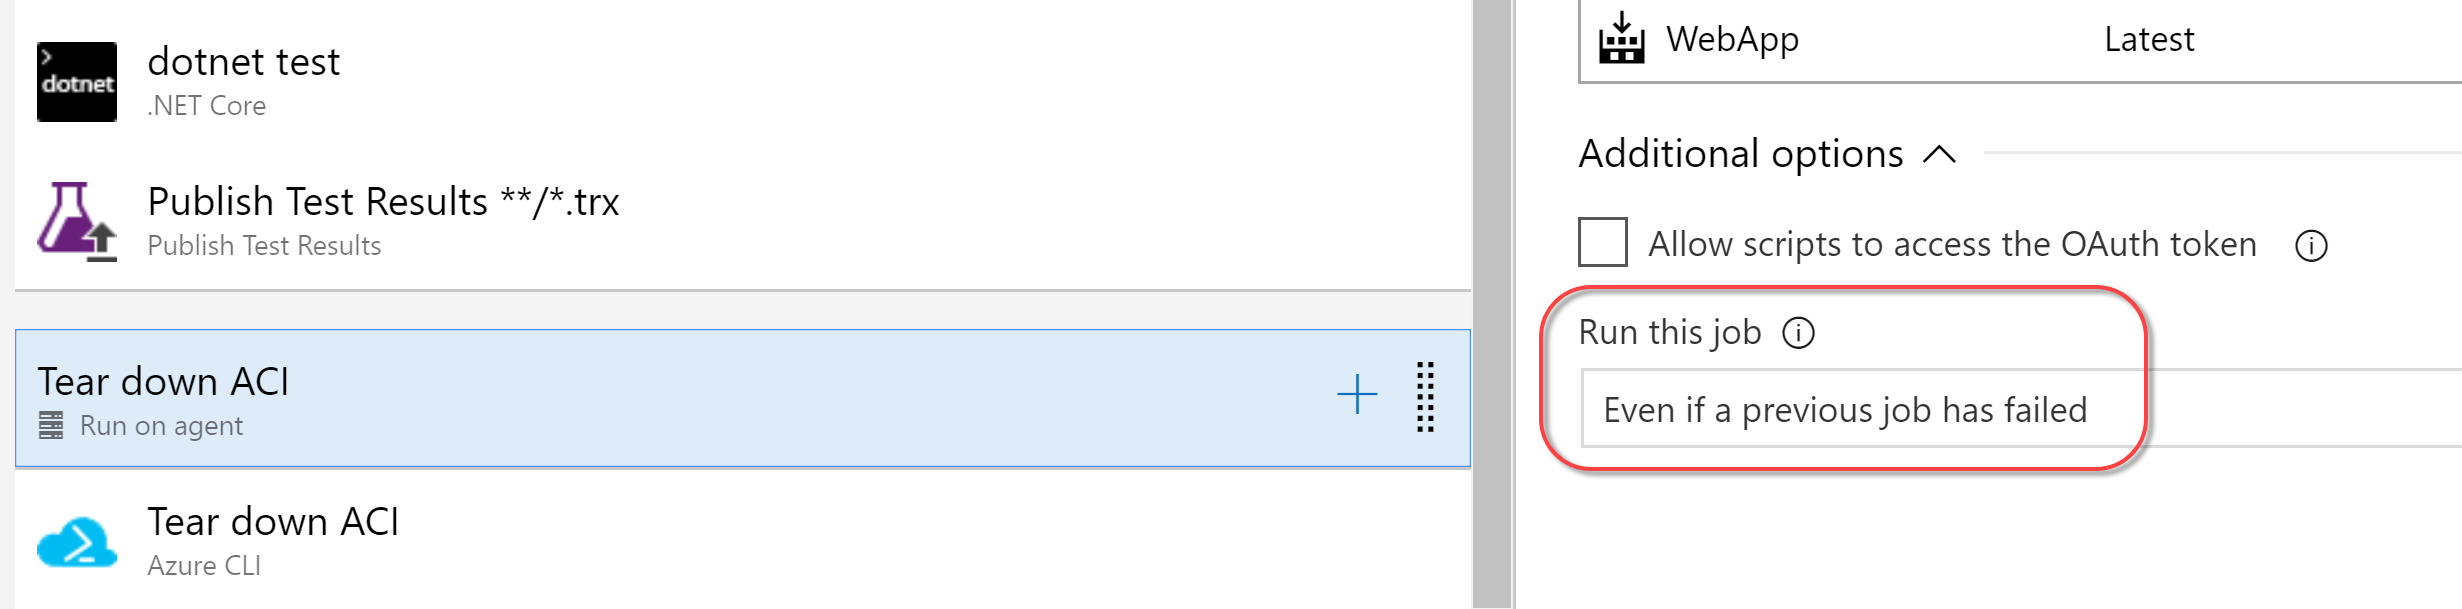 dotnet
dotnet test
.NET Core
Publish Test Results **/*.trx
Publish Test Results
Tear down ACI
Run on agent
Tear down ACI
Azure CLI
WebApp Latest
Additional options
Allow scripts to access the OAuth token
Run this job
Even if a previous job has failed